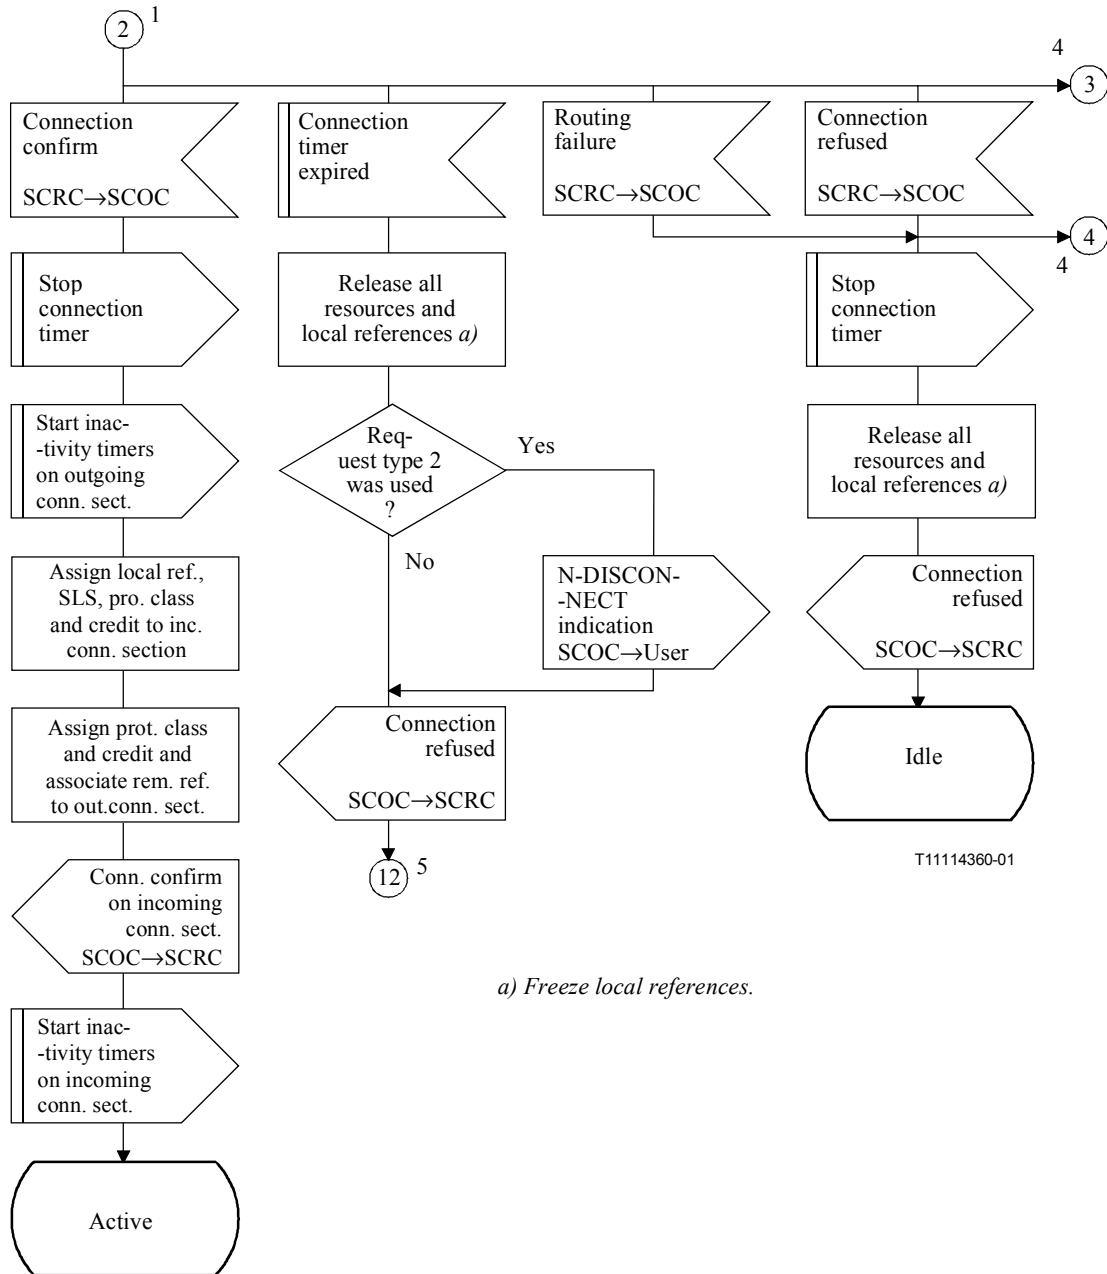 2
1
4
3
Connection
confirm
SCRC→SCOC
Connection
timer
expired
Routing
failure
SCRC→SCOC
Connection
refused
SCRC→SCOC
4
4
Stop
connection
timer
Release all
resources and
local references a)
Stop
connection
timer
Start inac-
-tivity timers
on outgoing
conn. sect.
Req-
uest type 2
was used
?
Yes
No
Release all
resources and
local references a)
Assign local ref.,
SLS, pro. class
and credit to inc.
conn. section
N-DISCON-
-NECT
indication
SCOC→User
Connection
refused
SCOC→SCRC
Assign prot. class
and credit and
associate rem. ref.
to out.conn. sect.
Connection
refused
SCOC→SCRC
Idle
12
5
T11114360-01
Conn. confirm
on incoming
conn. sect.
SCOC→SCRC
a) Freeze local references.
Start inac-
-tivity timers
on incoming
conn. sect.
Active